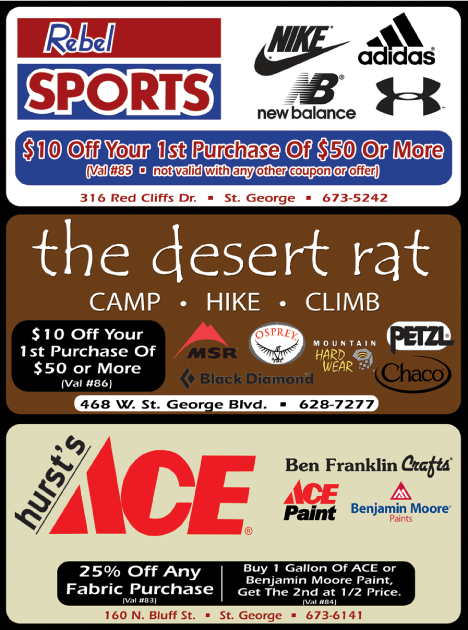 Rebel
SPORTS
NIKE
adidas®
NB®
new balance
$10 Off Your 1st Purchase Of $50 Or More
(Val #85 ▪ not valid with any other coupon or offer)
316 Red Cliffs Dr. ▪ St. George ▪ 673-5242
the desert rat
CAMP • HIKE • CLIMB
$10 Off Your
1st Purchase Of
$50 or More
(Val #86)
MSR
OSPREY
MOUNTAIN
HARD
WEAR
PETZL
Black Diamond™
Chaco
468 W. St. George Blvd. ▪ 628-7277
hurst's
ACE®
Ben Franklin Crafts®
ACE
Paint
Benjamin Moore®
Paints
25% Off Any
Fabric Purchase
(Val #83)
Buy 1 Gallon Of ACE or
Benjamin Moore Paint,
Get The 2nd at 1/2 Price.
(Val #84)
160 N. Bluff St. ▪ St. George ▪ 673-6141